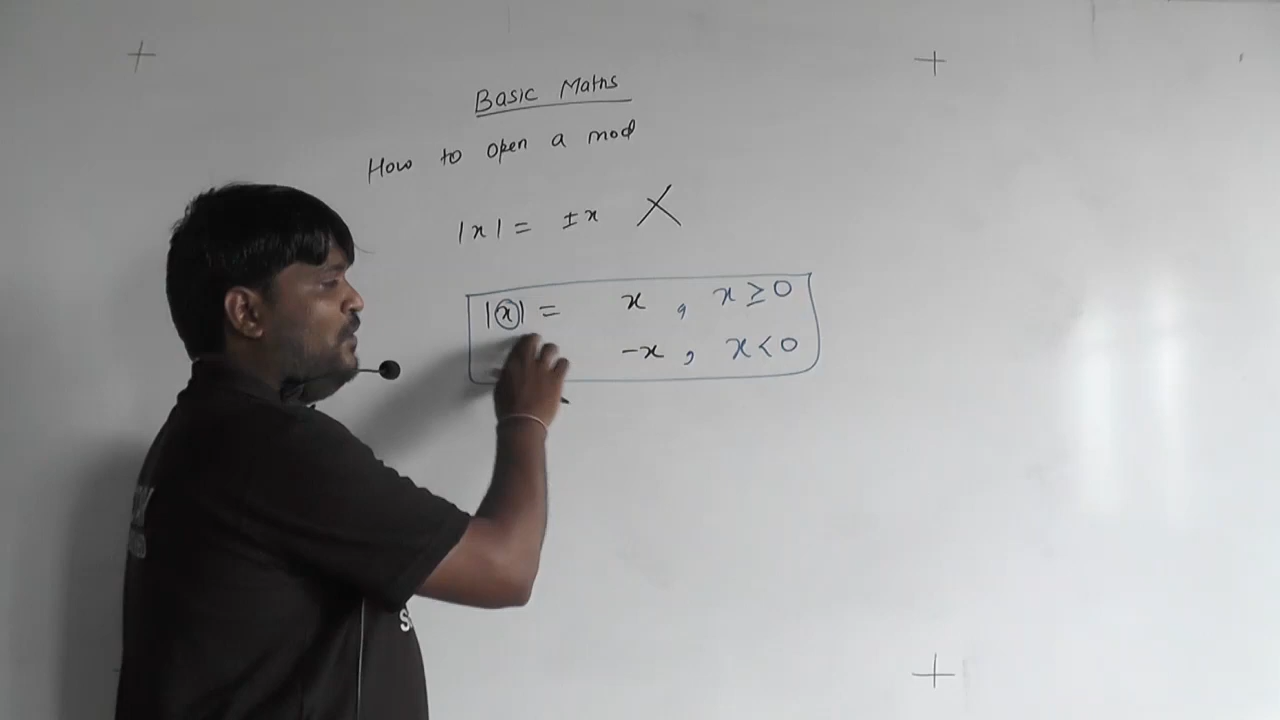 Basic Maths
How to open a mod
|x| = ±x
|x| = x , x ≥ 0
-x , x < 0